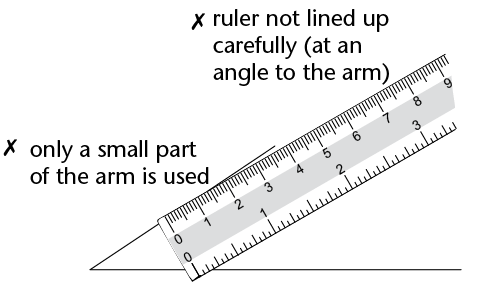 ✗ ruler not lined up
carefully (at an
angle to the arm)
✗ only a small part
of the arm is used
0 1 2 3 4 5 6 7 8 9
0 1 2 3